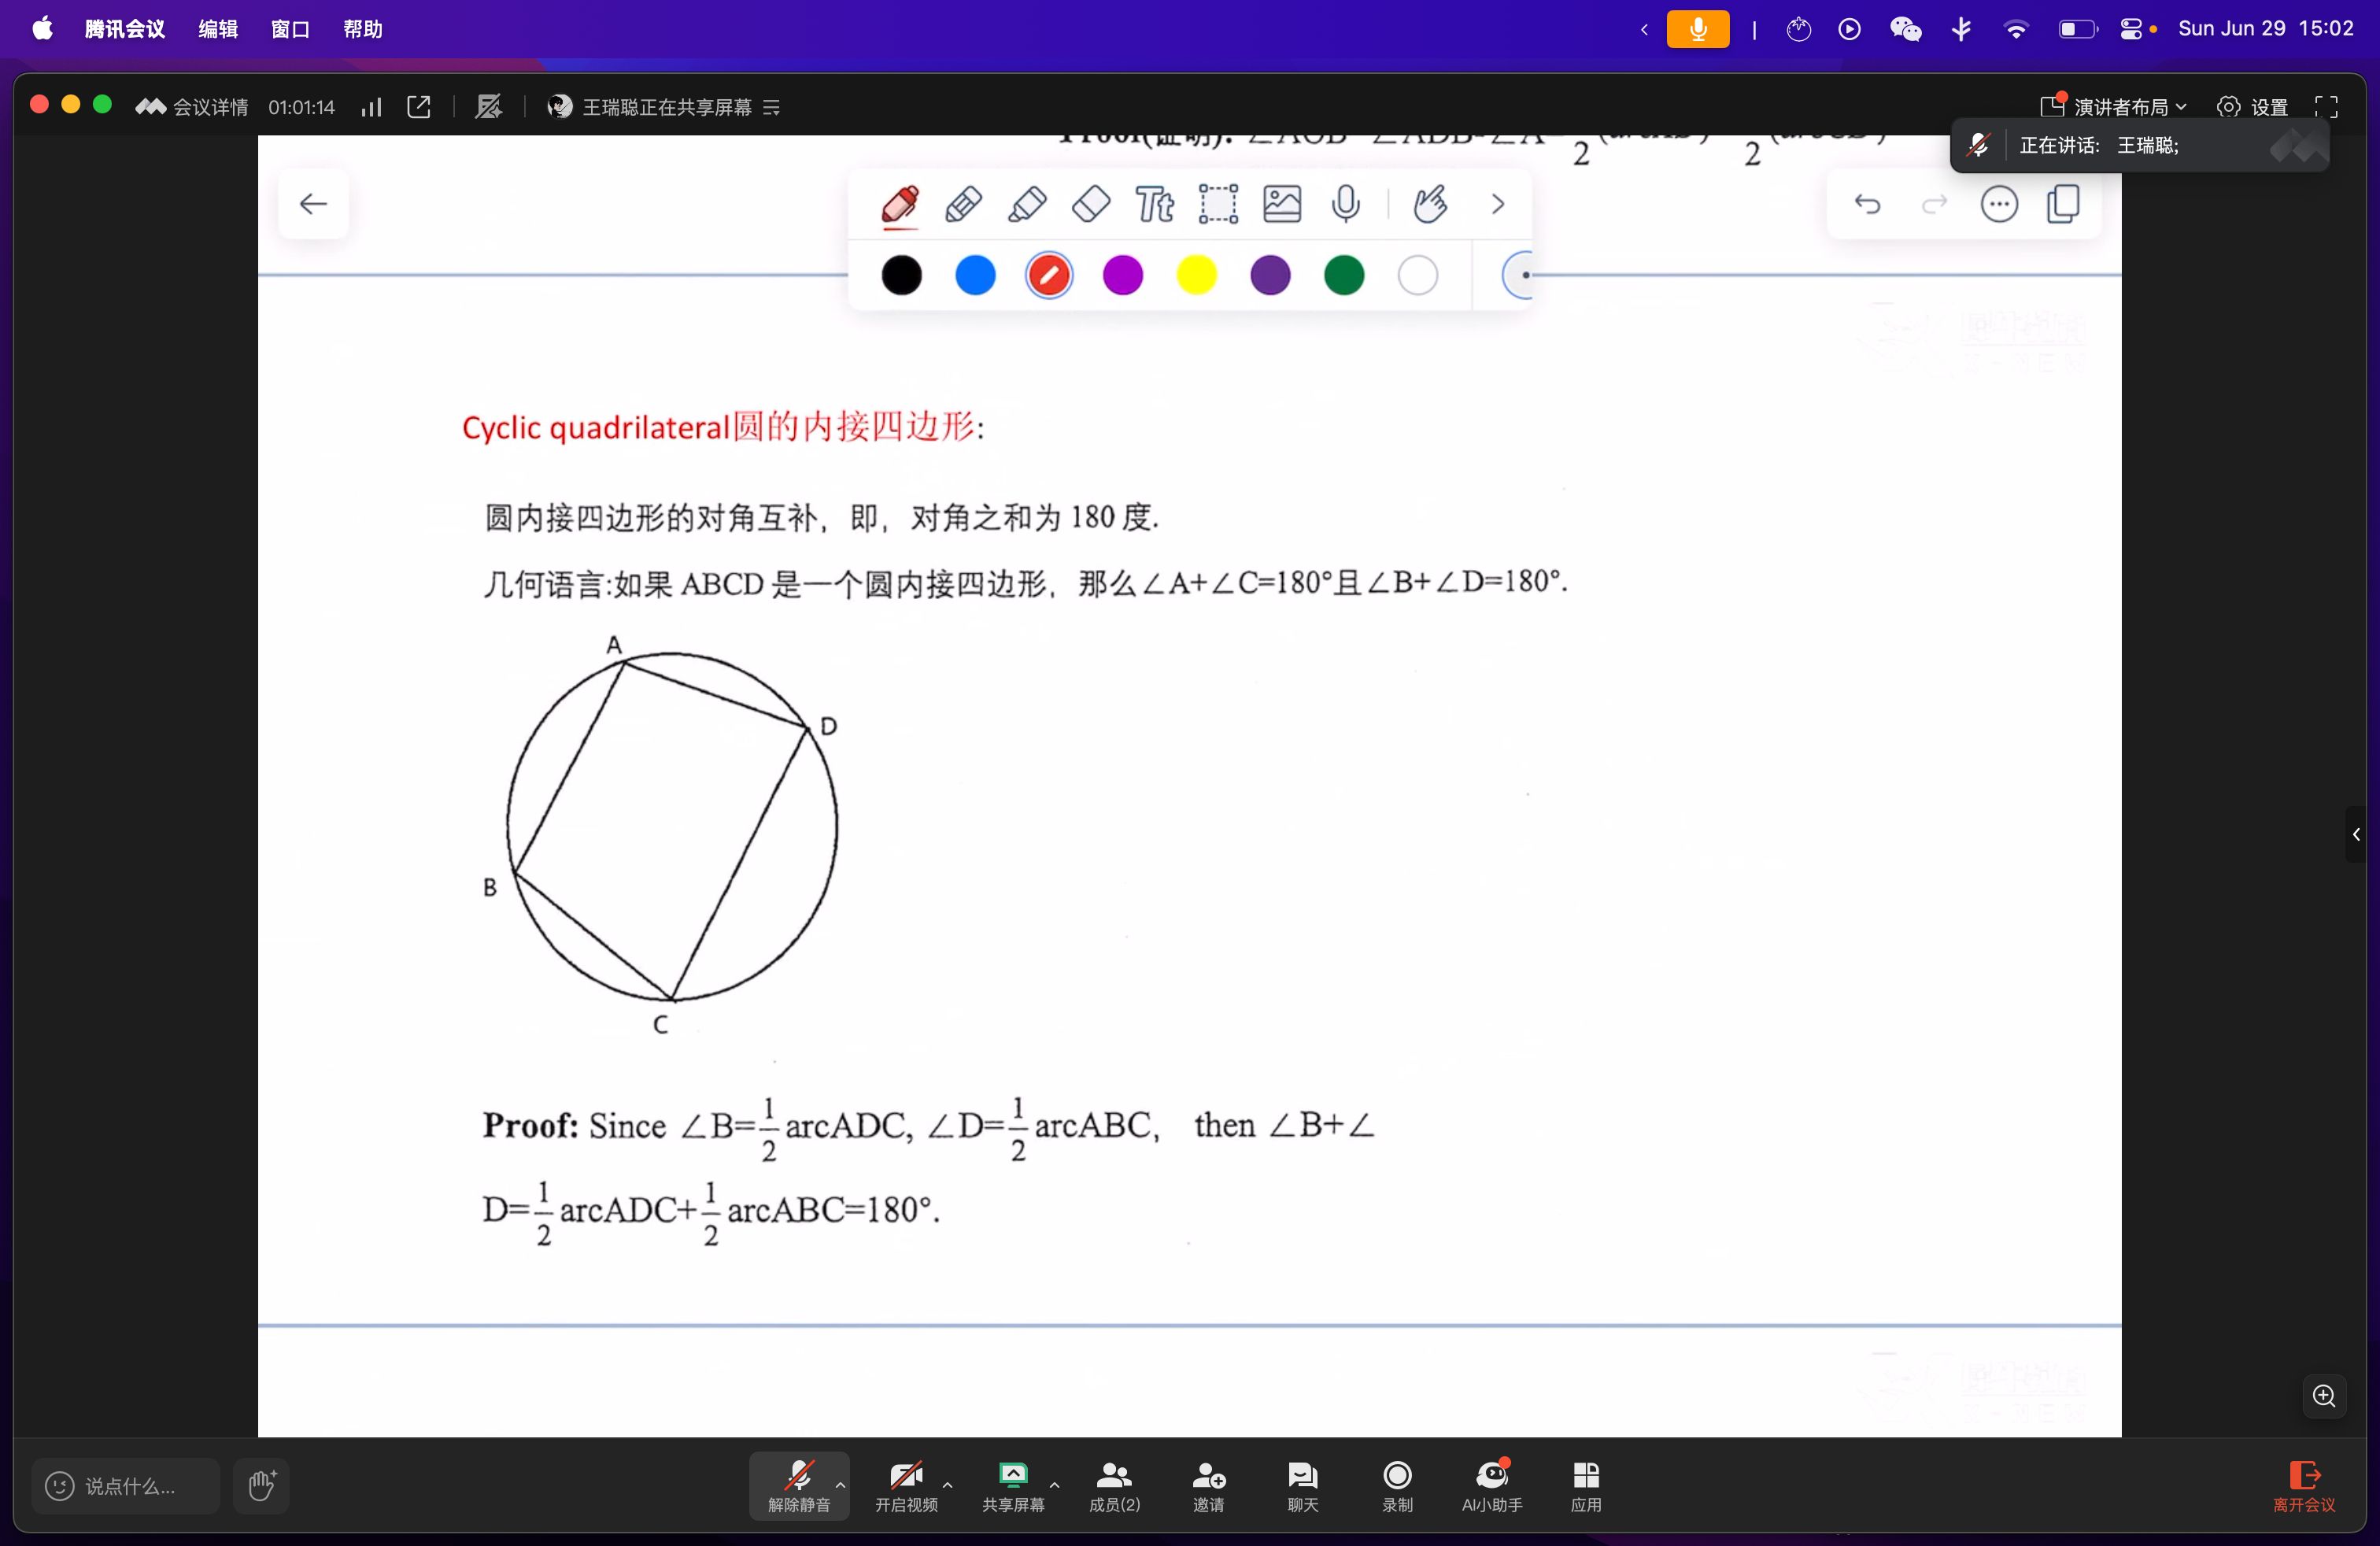 腾讯会议 编辑 窗口 帮助 Sun Jun 29 15:02
会议详情 01:01:14 王瑞聪正在共享屏幕 演讲者布局 设置
正在讲话: 王瑞聪;
Tt
Cyclic quadrilateral圆的内接四边形:
圆内接四边形的对角互补，即，对角之和为 180 度.
几何语言:如果 ABCD 是一个圆内接四边形，那么∠A+∠C=180°且∠B+∠D=180°.
A
D
B
C
Proof: Since ∠B=1/2 arcADC, ∠D=1/2 arcABC, then ∠B+∠
D=1/2 arcADC+1/2 arcABC=180°.
说点什么... 解除静音 开启视频 共享屏幕 成员(2) 邀请 聊天 录制 AI小助手 应用 离开会议